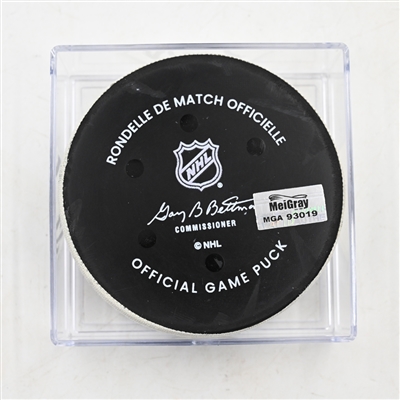 RONDELLE DE MATCH OFFICIELLE
NHL
Gary B Bettman
MeiGray
MGA 93019
COMMISSIONER
© NHL
OFFICIAL GAME PUCK